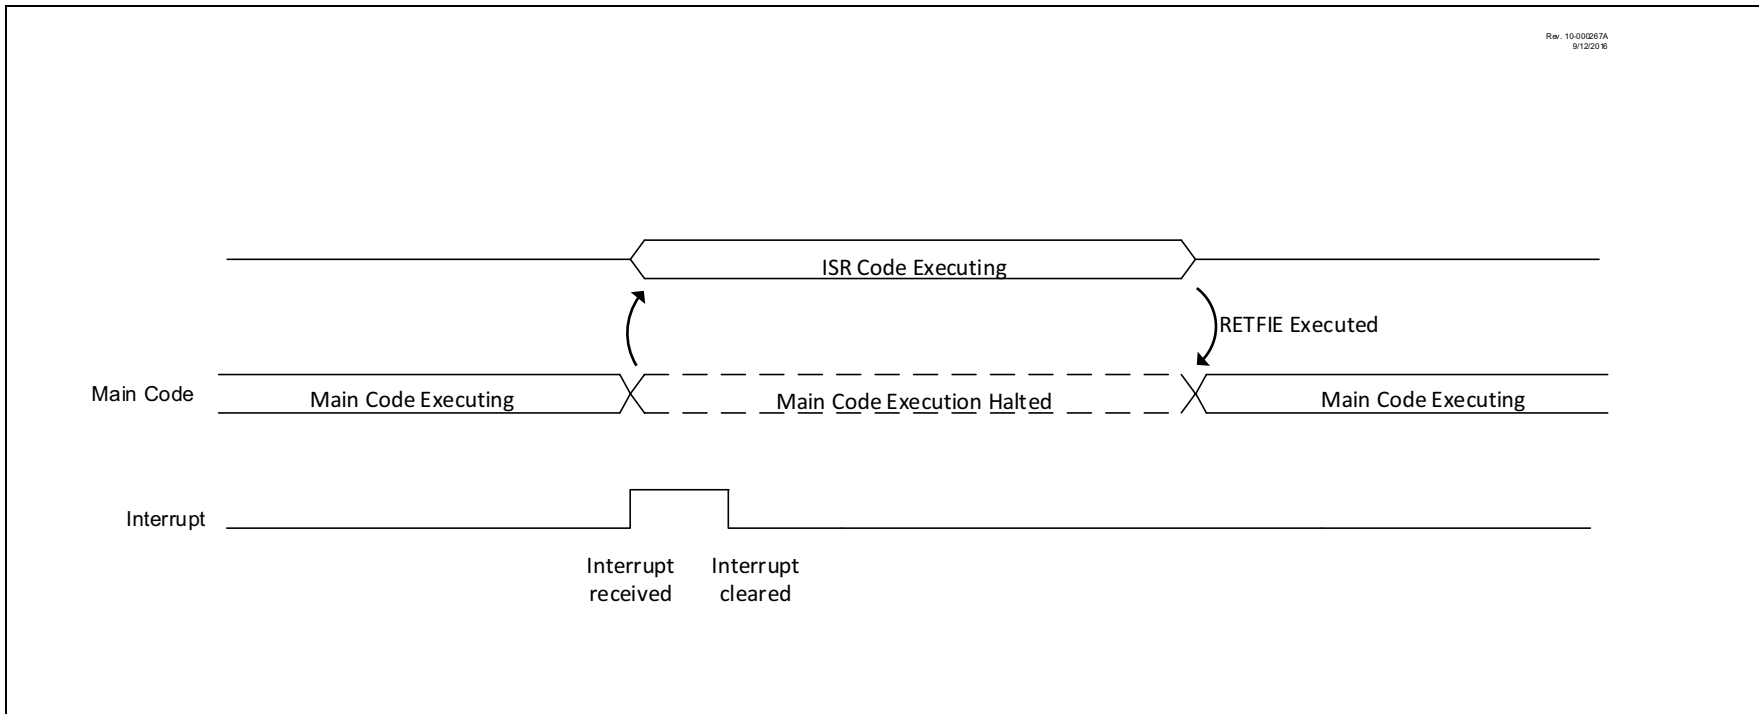 Rev. 10-000267A
9/12/2016
ISR Code Executing
RETFIE Executed
Main Code
Main Code Executing
Main Code Execution Halted
Main Code Executing
Interrupt
Interrupt
received
Interrupt
cleared